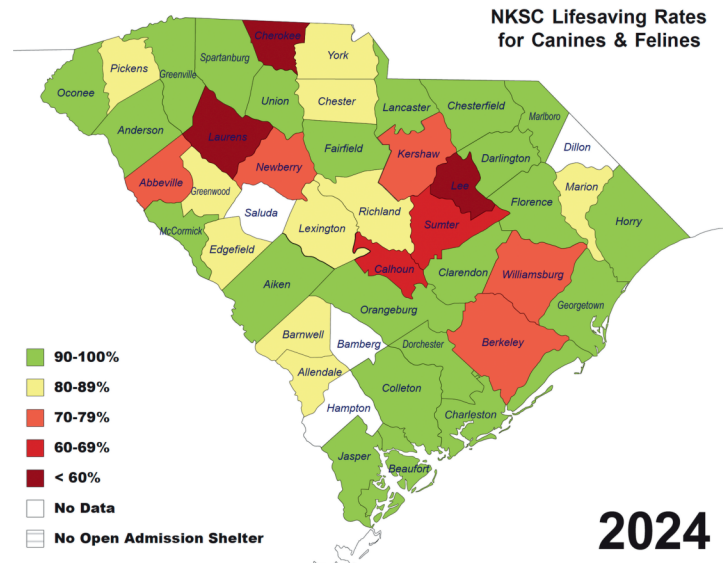 NKSC Lifesaving Rates
for Canines & Felines
Cherokee
York
Pickens
Spartanburg
Greenville
Oconee
Union
Chester
Lancaster
Chesterfield
Marlboro
Anderson
Laurens
Fairfield
Kershaw
Darlington
Dillon
Newberry
Abbeville
Greenwood
Lee
Marion
Florence
Saluda
Richland
Lexington
Sumter
Horry
McCormick
Edgefield
Calhoun
Clarendon
Williamsburg
Aiken
Orangeburg
Georgetown
Barnwell
Bamberg
Dorchester
Berkeley
Allendale
Colleton
Hampton
Charleston
Jasper
Beaufort
90-100%
80-89%
70-79%
60-69%
< 60%
No Data
No Open Admission Shelter
2024